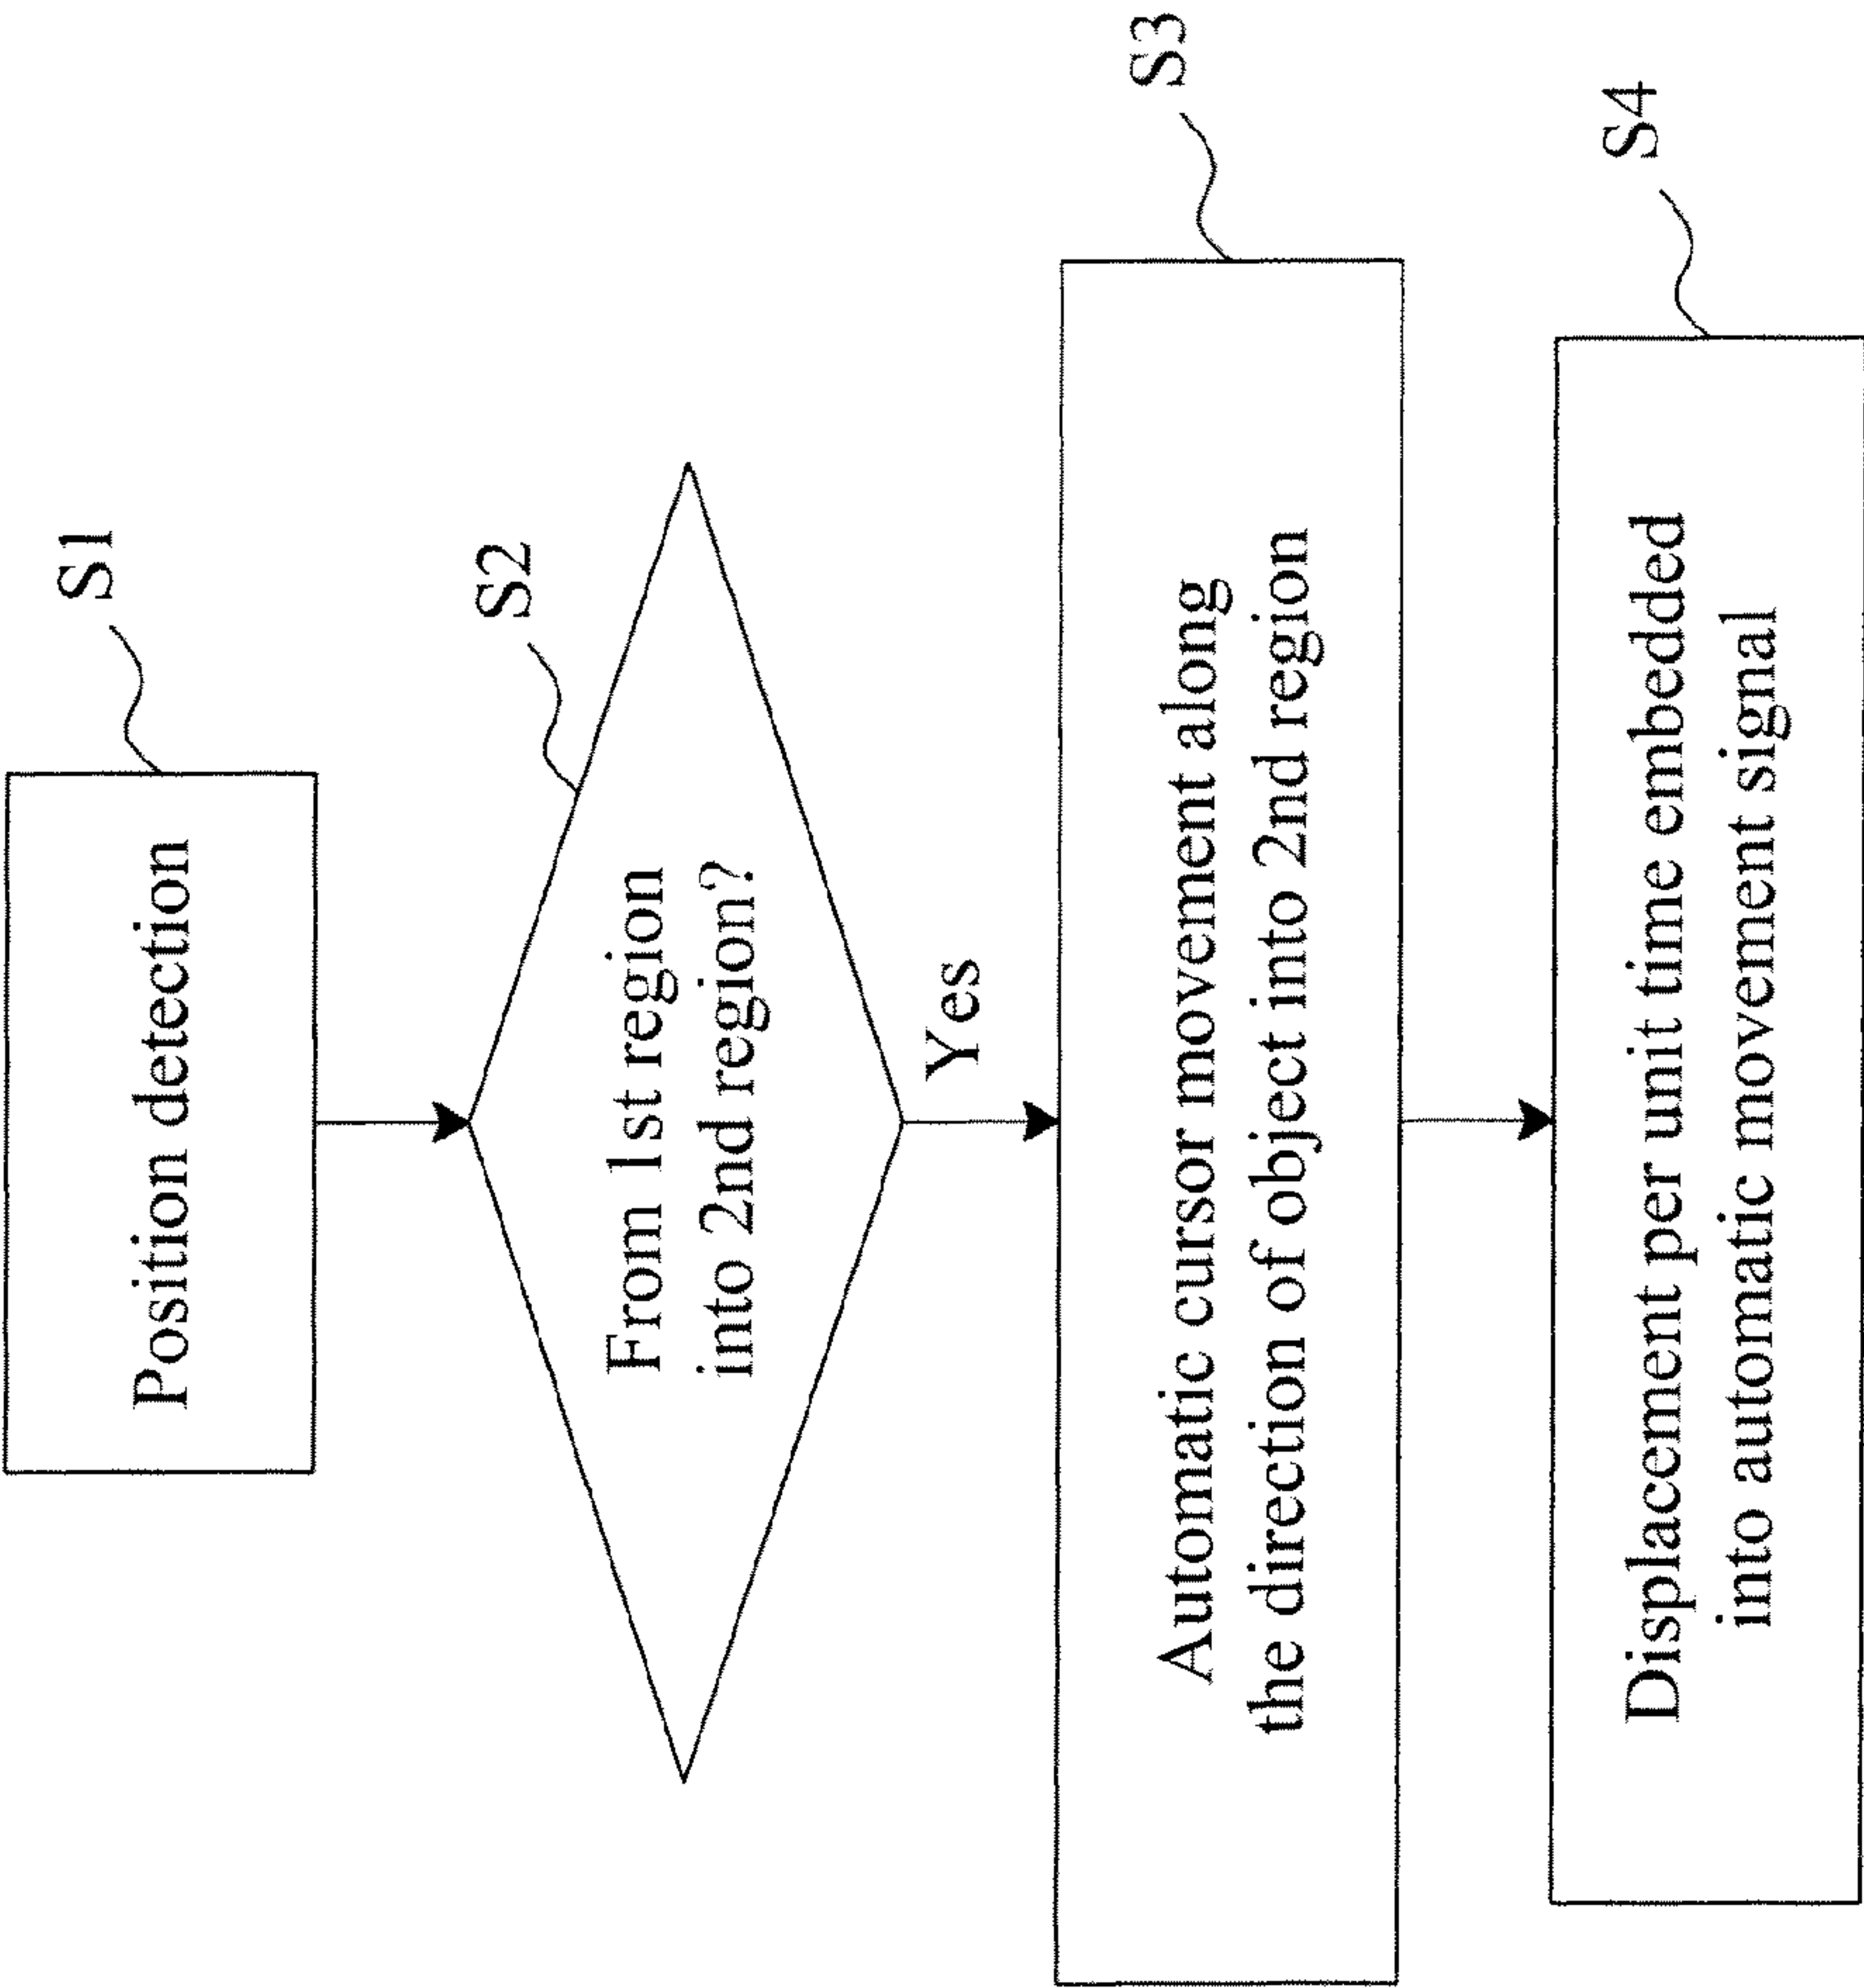 S1
Position detection
S2
From 1st region
into 2nd region?
Yes
S3
Automatic cursor movement along
the direction of object into 2nd region
S4
Displacement per unit time embedded
into automatic movement signal